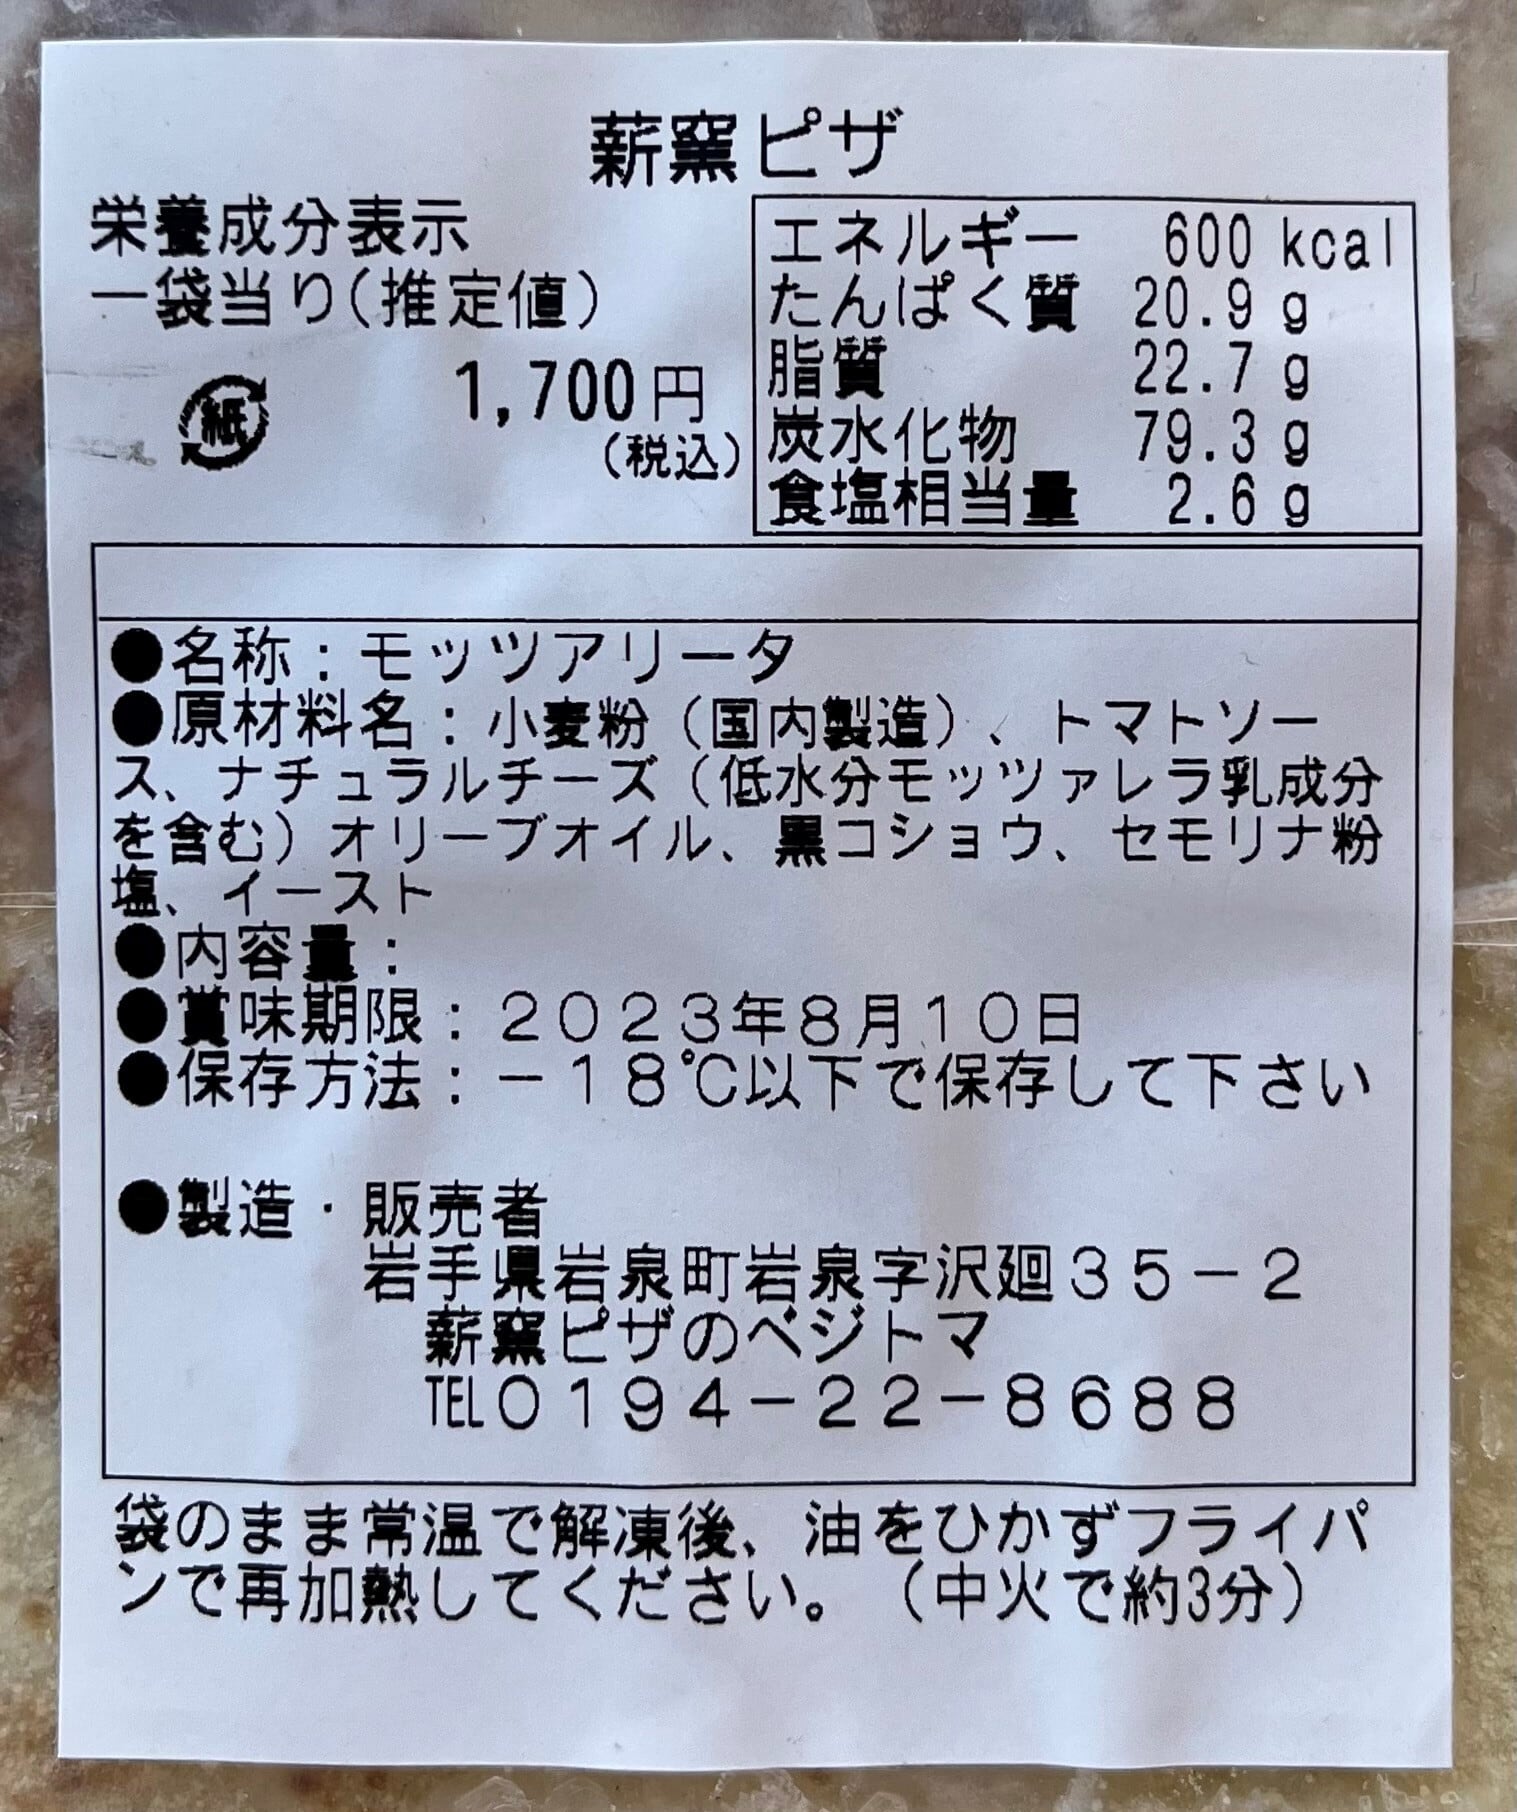 薪窯ピザ
栄養成分表示
一袋当り(推定値)
紙
1,700円
(税込)
エネルギー 600 kcal
たんぱく質 20.9 g
脂質 22.7 g
炭水化物 79.3 g
食塩相当量 2.6 g
●名称：モッツアリータ
●原材料名：小麦粉（国内製造）、トマトソー
ス、ナチュラルチーズ（低水分モッツァレラ乳成分
を含む）オリーブオイル、黒コショウ、セモリナ粉
塩、イースト
●内容量：
●賞味期限：２０２３年８月１０日
●保存方法：－１８℃以下で保存して下さい
●製造・販売者
岩手県岩泉町岩泉字沢廻３５－２
薪窯ピザのベジトマ
TEL０１９４－２２－８６８８
袋のまま常温で解凍後、油をひかずフライパ
ンで再加熱してください。（中火で約3分）